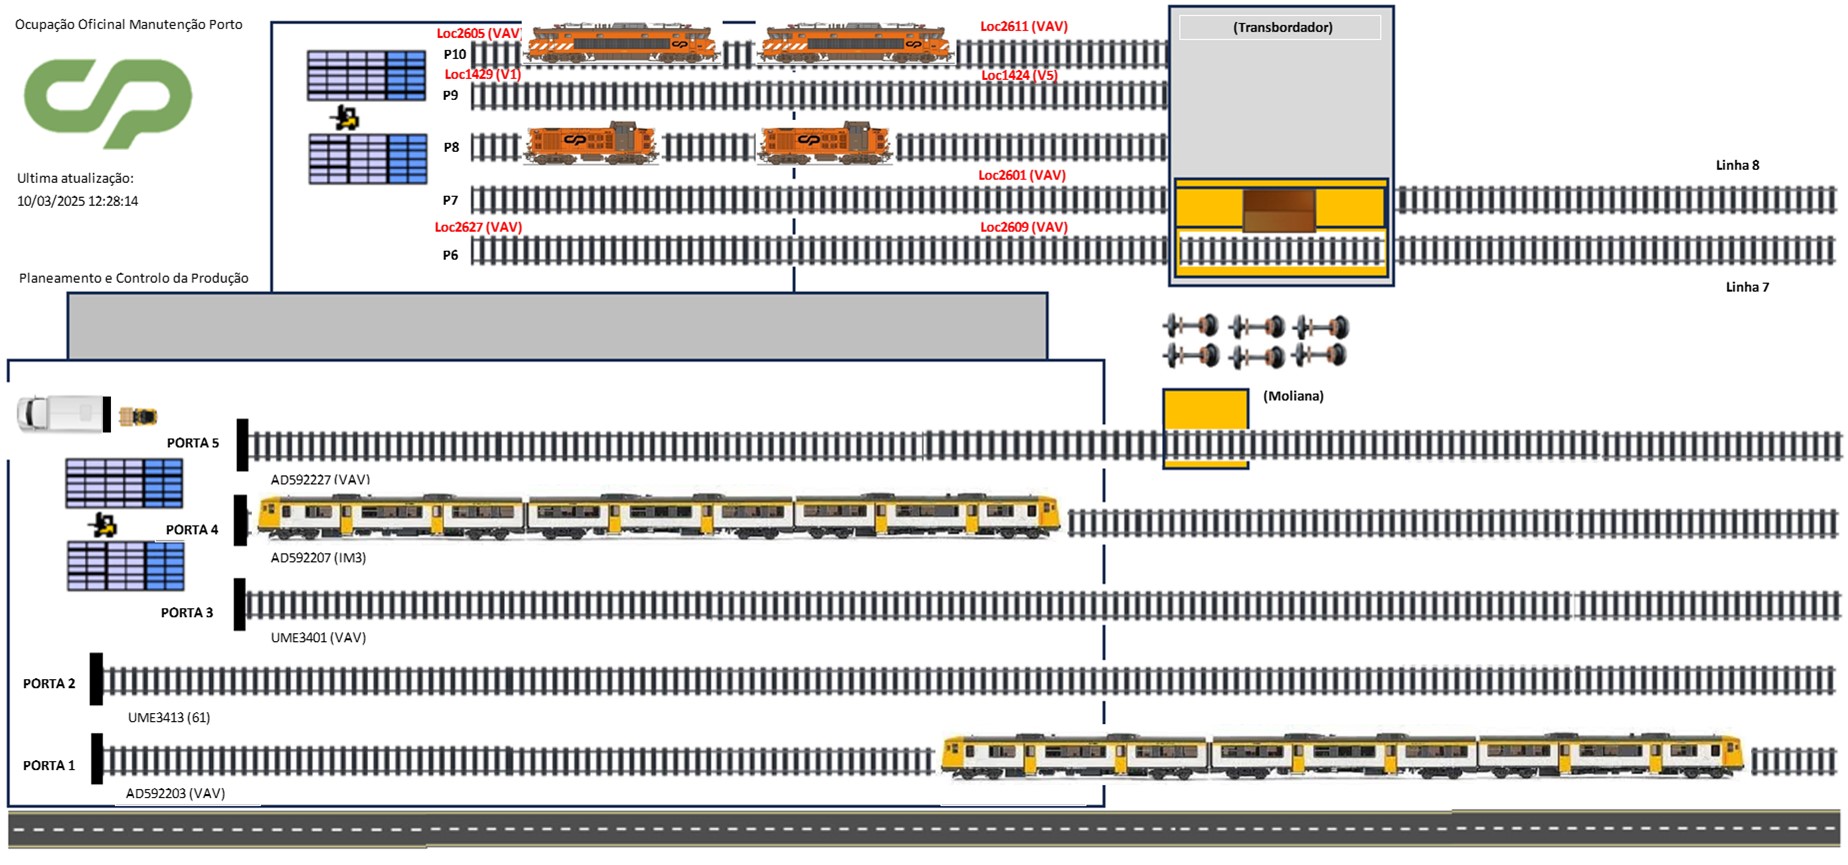 Ocupação Oficinal Manutenção Porto
cp
Ultima atualização:
10/03/2025 12:28:14
Planeamento e Controlo da Produção
Loc2605 (VAV)
Loc2611 (VAV)
P10
Loc1429 (V1)
Loc1424 (V5)
P9
P8
Loc2601 (VAV)
P7
Loc2627 (VAV)
Loc2609 (VAV)
P6
(Transbordador)
Linha 8
Linha 7
(Moliana)
PORTA 5
AD592227 (VAV)
PORTA 4
AD592207 (IM3)
PORTA 3
UME3401 (VAV)
PORTA 2
UME3413 (61)
PORTA 1
AD592203 (VAV)